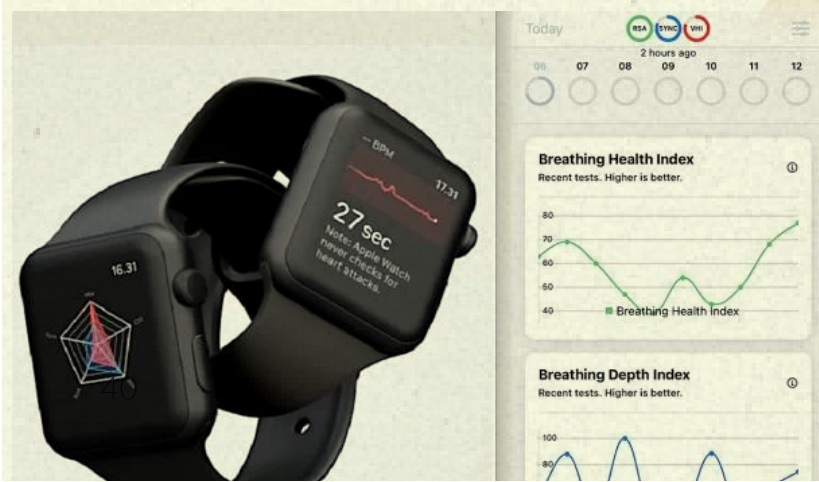 -- BPM
17.31
27 sec
Note: Apple Watch
never checks for
heart attacks.
16.31
46
Today
RSA SYNC VHI
2 hours ago
06 07 08 09 10 11 12
Breathing Health Index
Recent tests. Higher is better.
80
70
60
50
40
Breathing Health Index
Breathing Depth Index
Recent tests. Higher is better.
100
80